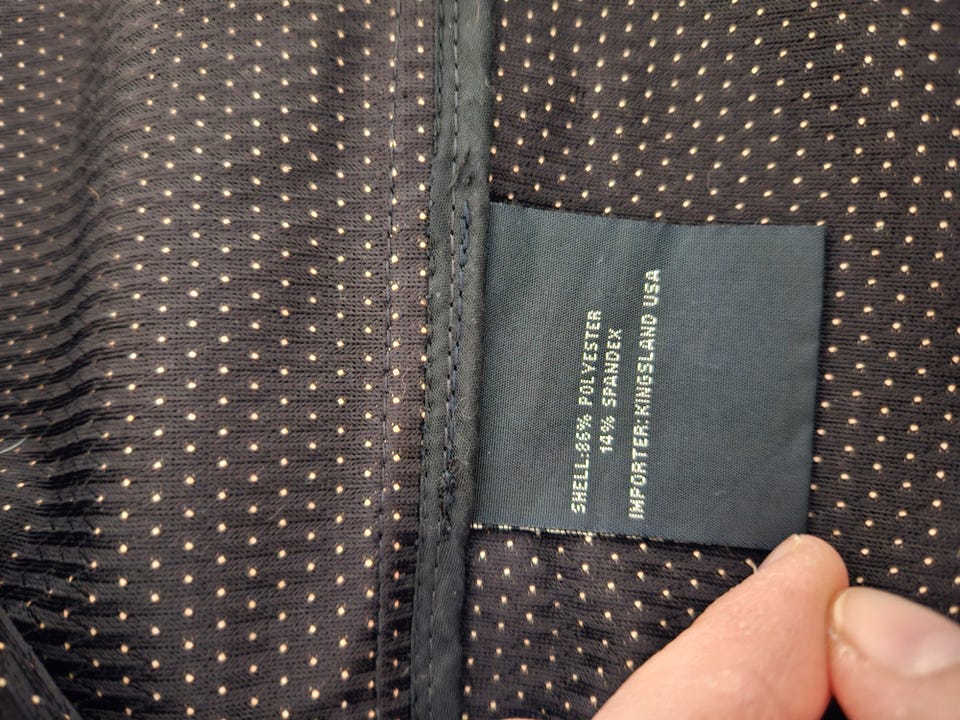 SHELL:86% POLYESTER
14% SPANDEX
IMPORTER:KINGSLAND USA